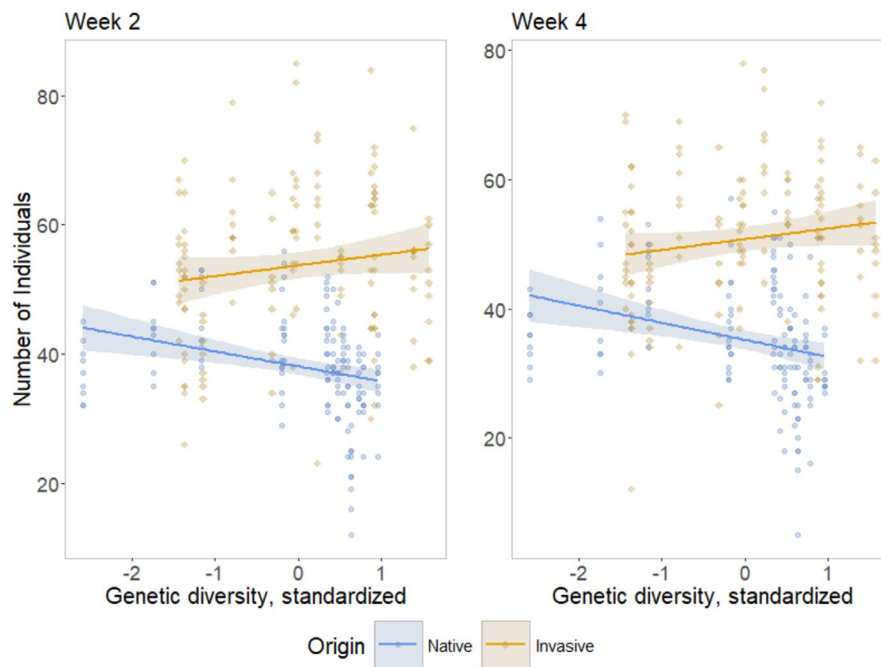 Week 2
Week 4
Number of Individuals
80
60
40
20
-2
-1
0
1
Genetic diversity, standardized
80
60
40
20
-2
-1
0
1
Genetic diversity, standardized
Origin
Native
Invasive